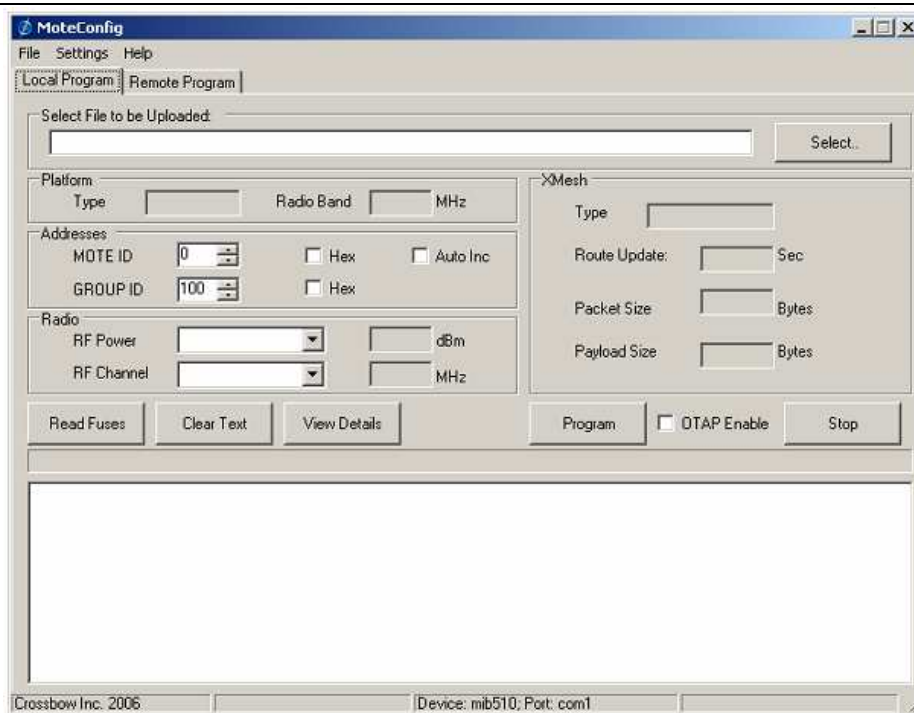 MoteConfig
File Settings Help
Local Program Remote Program
Select File to be Uploaded:
Select..
Platform
Type Radio Band MHz
XMesh
Type
Route Update: Sec
Packet Size Bytes
Payload Size Bytes
Addresses
MOTE ID 0 Hex Auto Inc
GROUP ID 100 Hex
Radio
RF Power dBm
RF Channel MHz
Read Fuses Clear Text View Details Program OTAP Enable Stop
Crossbow Inc. 2006 Device: mib510; Port: com1